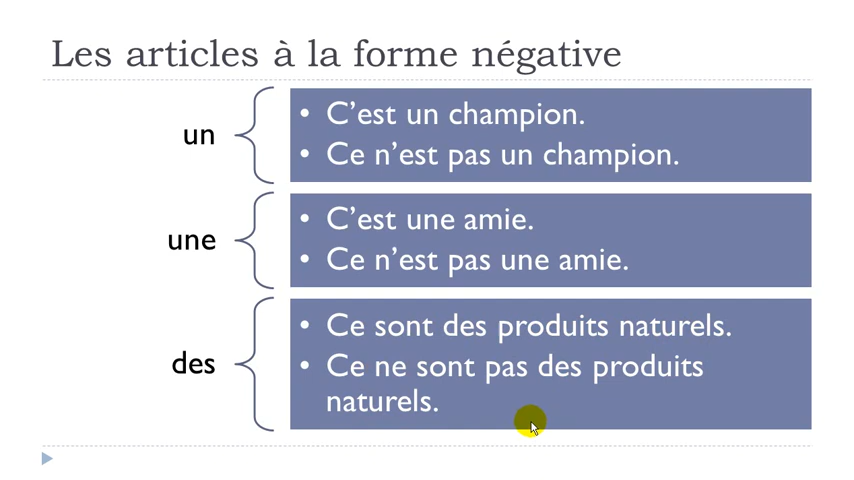 Les articles à la forme négative
un
• C’est un champion.
• Ce n’est pas un champion.
une
• C’est une amie.
• Ce n’est pas une amie.
des
• Ce sont des produits naturels.
• Ce ne sont pas des produits
naturels.